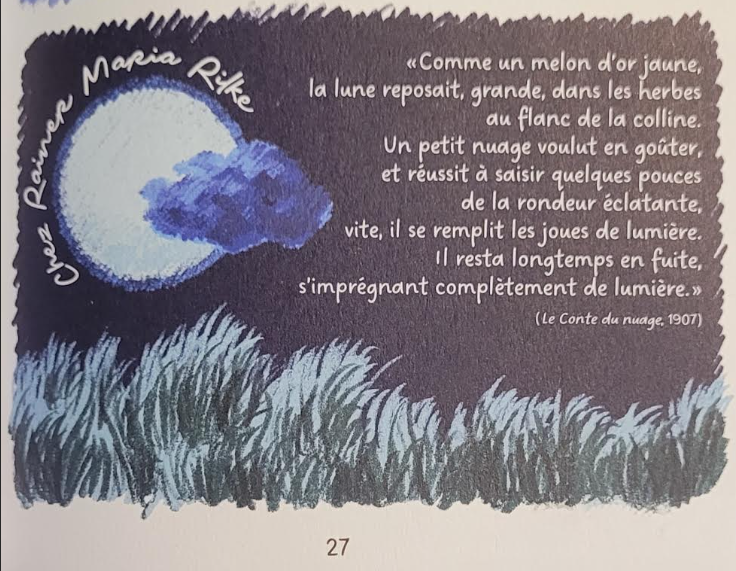 Chez Rainer Maria Rilke
«Comme un melon d'or jaune,
la lune reposait, grande, dans les herbes
au flanc de la colline.
Un petit nuage voulut en goûter,
et réussit à saisir quelques pouces
de la rondeur éclatante,
vite, il se remplit les joues de lumière.
Il resta longtemps en fuite,
s'imprégnant complètement de lumière.»
(Le Conte du nuage, 1907)
27